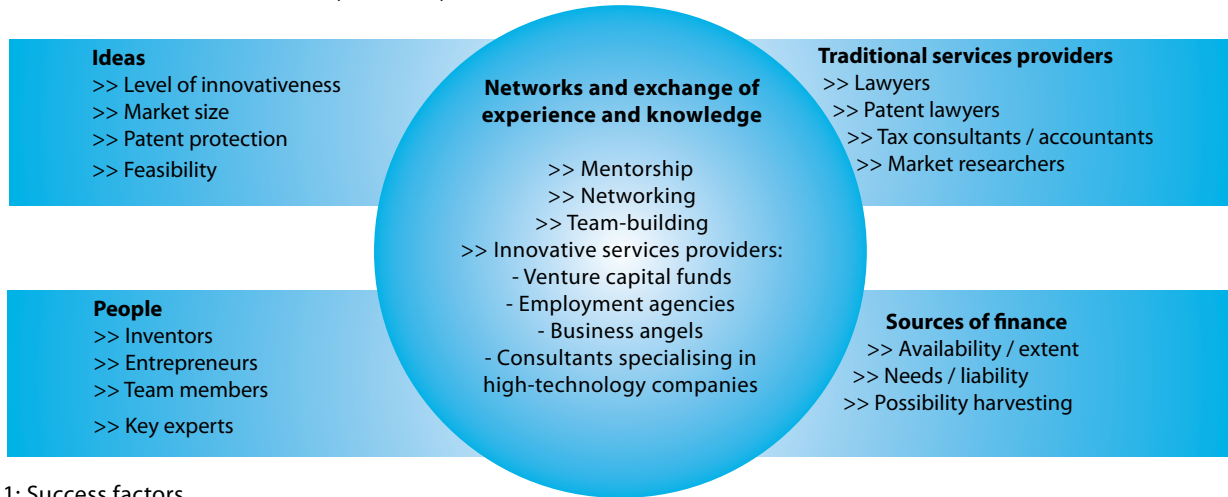 Ideas
>> Level of innovativeness
>> Market size
>> Patent protection
>> Feasibility
People
>> Inventors
>> Entrepreneurs
>> Team members
>> Key experts
Networks and exchange of
experience and knowledge
>> Mentorship
>> Networking
>> Team-building
>> Innovative services providers:
- Venture capital funds
- Employment agencies
- Business angels
- Consultants specialising in
high-technology companies
Traditional services providers
>> Lawyers
>> Patent lawyers
>> Tax consultants / accountants
>> Market researchers
Sources of finance
>> Availability / extent
>> Needs / liability
>> Possibility harvesting
1: Success factors